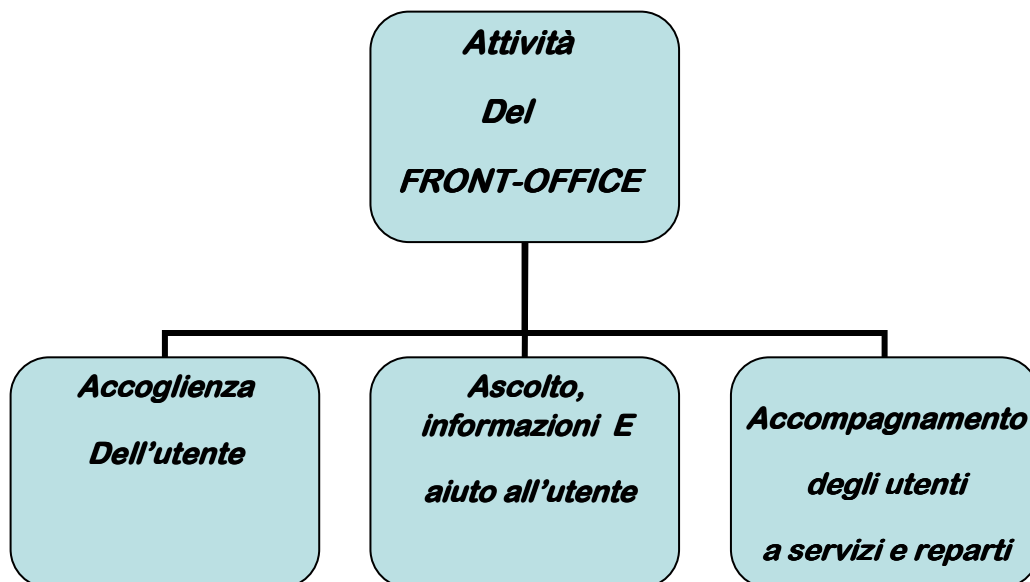 Attività
Del
FRONT-OFFICE
Accoglienza
Dell'utente
Ascolto,
informazioni E
aiuto all'utente
Accompagnamento
degli utenti
a servizi e reparti